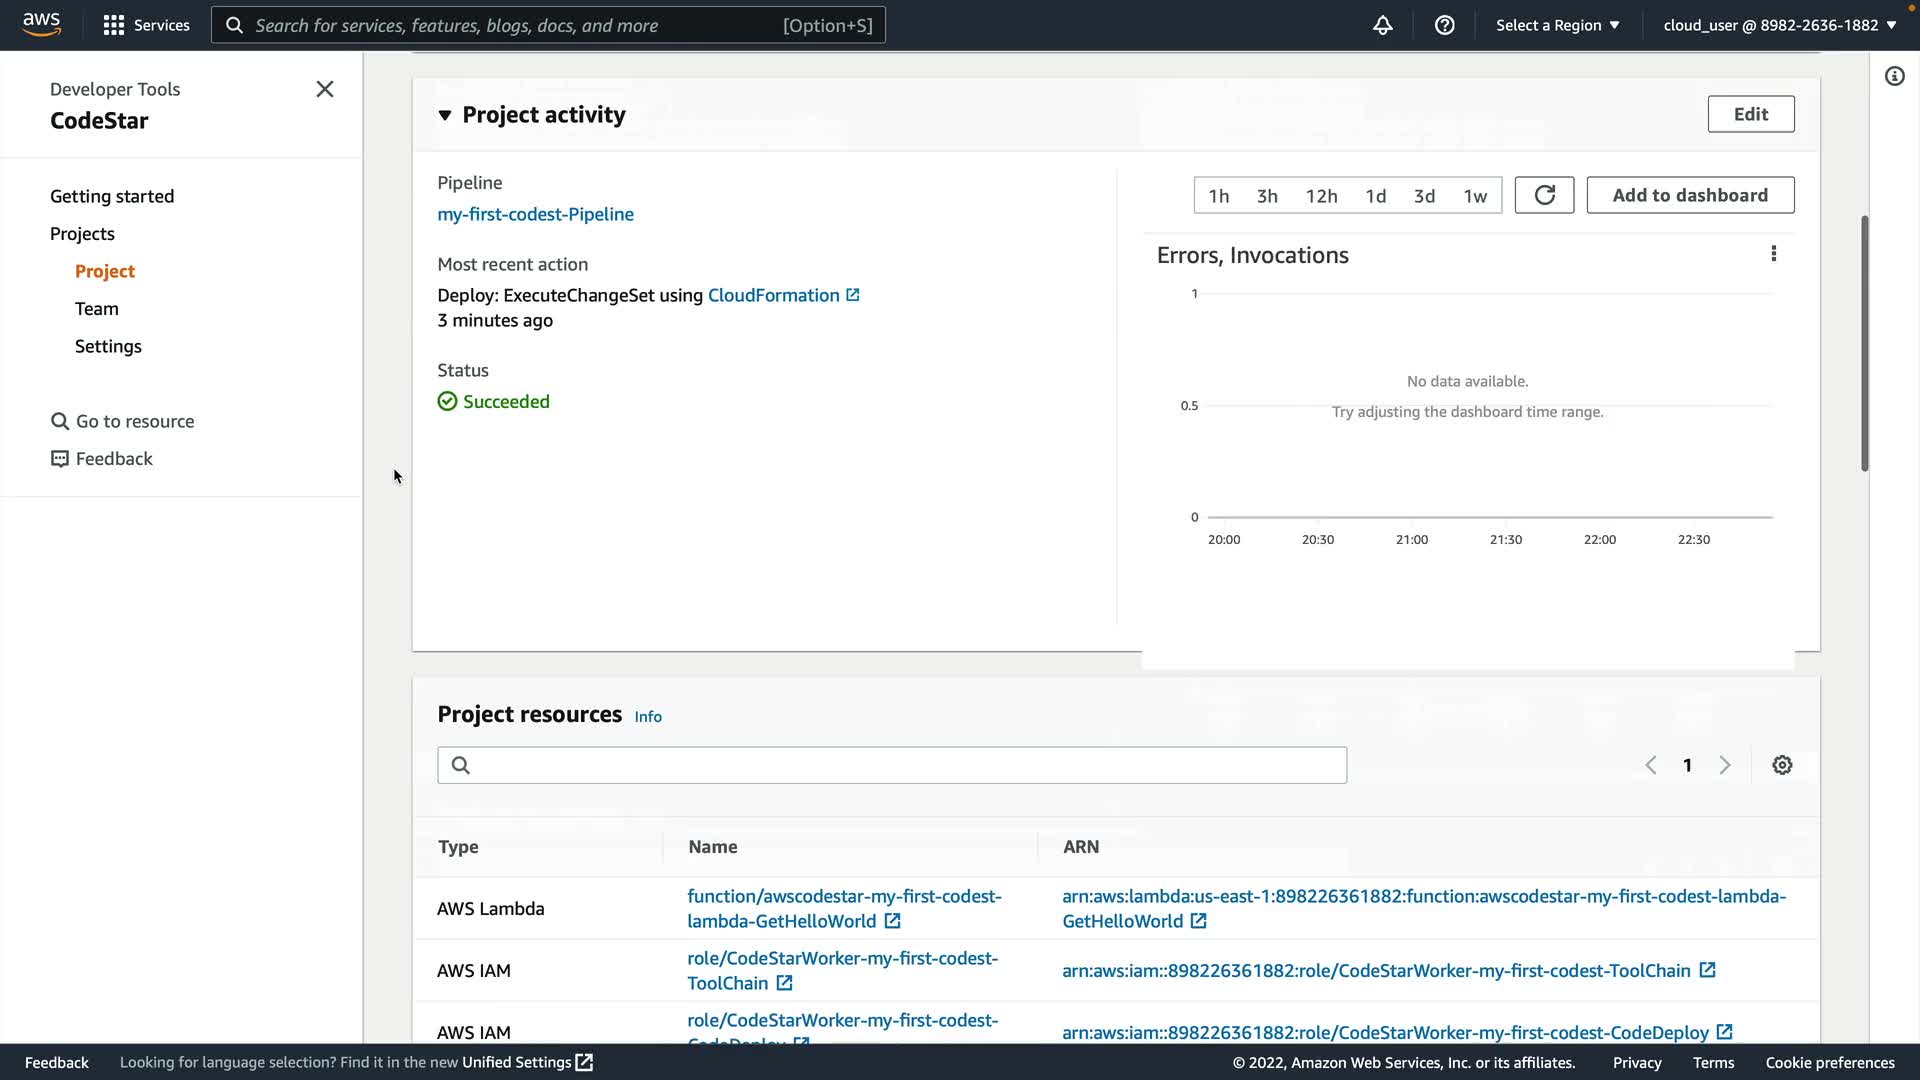 aws
Services
Search for services, features, blogs, docs, and more [Option+S]
Select a Region ▼
cloud_user @ 8982-2636-1882 ▼
Developer Tools
CodeStar
Getting started
Projects
Project
Team
Settings
Go to resource
Feedback
▼ Project activity
Edit
Pipeline
my-first-codest-Pipeline
Most recent action
Deploy: ExecuteChangeSet using CloudFormation
3 minutes ago
Status
Succeeded
1h 3h 12h 1d 3d 1w
Add to dashboard
Errors, Invocations
1
No data available.
0.5
Try adjusting the dashboard time range.
0
20:00 20:30 21:00 21:30 22:00 22:30
Project resources Info
1
Type Name ARN
AWS Lambda
function/awscodestar-my-first-codest-
lambda-GetHelloWorld
arn:aws:lambda:us-east-1:898226361882:function:awscodestar-my-first-codest-lambda-
GetHelloWorld
AWS IAM
role/CodeStarWorker-my-first-codest-
ToolChain
arn:aws:iam::898226361882:role/CodeStarWorker-my-first-codest-ToolChain
AWS IAM
role/CodeStarWorker-my-first-codest-
CodeDeploy
arn:aws:iam::898226361882:role/CodeStarWorker-my-first-codest-CodeDeploy
Feedback
Looking for language selection? Find it in the new Unified Settings
© 2022, Amazon Web Services, Inc. or its affiliates.
Privacy
Terms
Cookie preferences